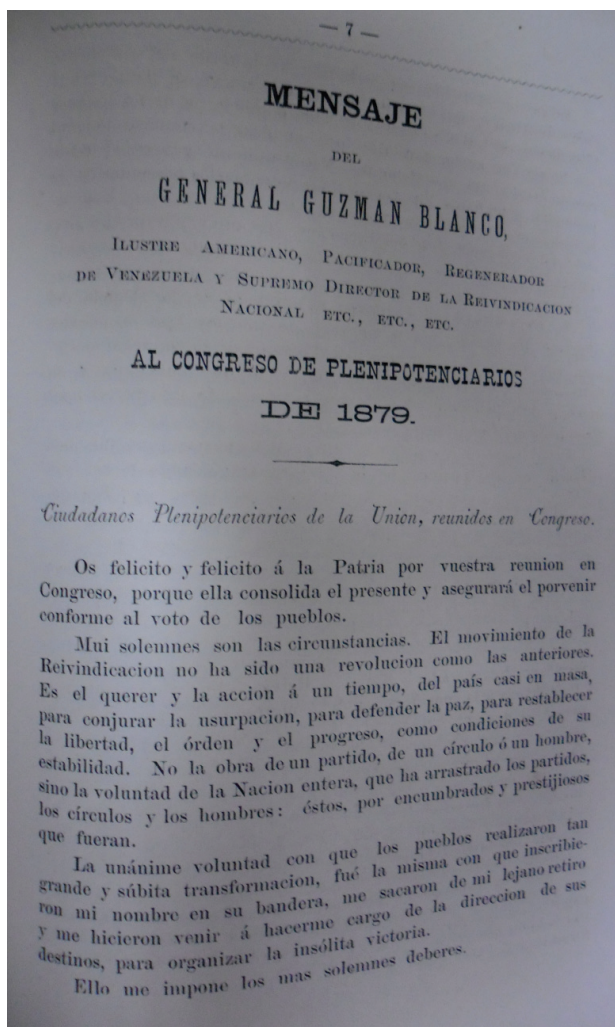 — 7 —
MENSAJE
DEL
GENERAL GUZMAN BLANCO,
ILUSTRE AMERICANO, PACIFICADOR, REGENERADOR
DE VENEZUELA Y SUPREMO DIRECTOR DE LA REIVINDICACION
NACIONAL ETC., ETC., ETC.
AL CONGRESO DE PLENIPOTENCIARIOS
DE 1879.
Ciudadanos Plenipotenciarios de la Union, reunidos en Congreso.
Os felicito y felicito á la Patria por vuestra reunion en
Congreso, porque ella consolida el presente y asegurará el porvenir
conforme al voto de los pueblos.
Mui solemnes son las circunstancias. El movimiento de la
Reivindicacion no ha sido una revolucion como las anteriores.
Es el querer y la accion á un tiempo, del país casi en masa,
para conjurar la usurpacion, para defender la paz, para restablecer
la libertad, el órden y el progreso, como condiciones de su
estabilidad. No la obra de un partido, de un círculo ó un hombre,
sino la voluntad de la Nacion entera, que ha arrastrado los partidos,
los círculos y los hombres: éstos, por encumbrados y prestijiosos
que fueran.
La unánime voluntad con que los pueblos realizaron tan
grande y súbita transformacion, fué la misma con que inscribie-
ron mi nombre en su bandera, me sacaron de mi lejano retiro
y me hicieron venir á hacerme cargo de la direccion de sus
destinos, para organizar la insólita victoria.
Ello me impone los mas solemnes deberes.